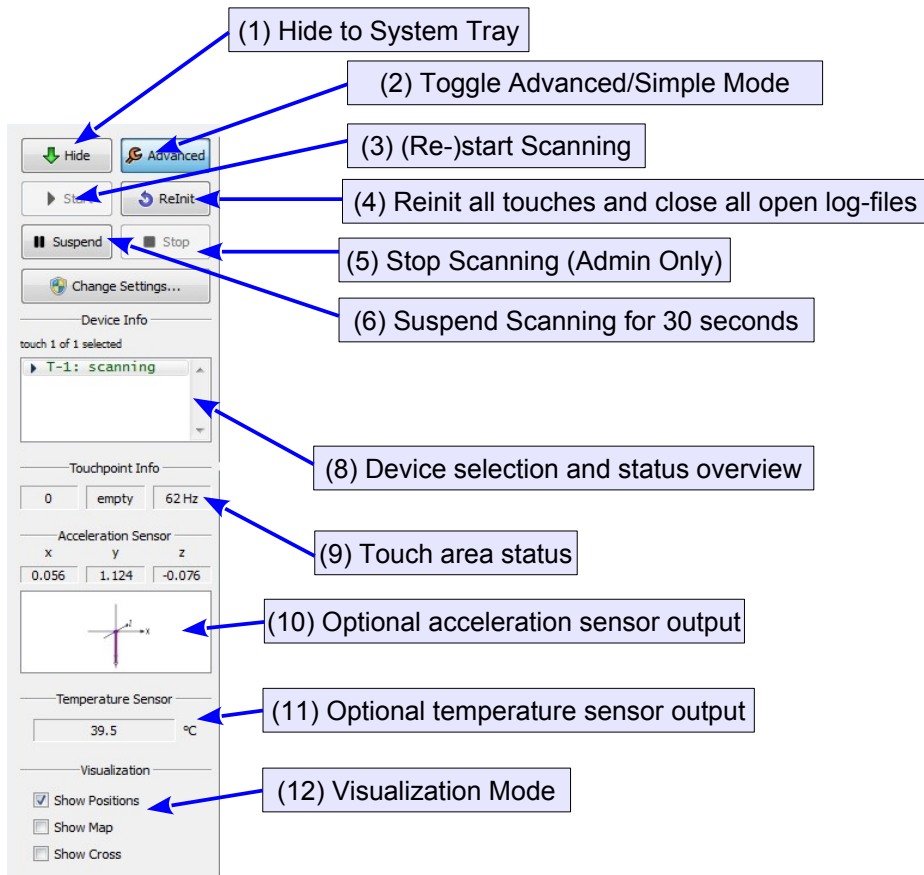 (1) Hide to System Tray
(2) Toggle Advanced/Simple Mode
Hide Advanced
(3) (Re-)start Scanning
ReInit
(4) Reinit all touches and close all open log-files
Suspend Stop
(5) Stop Scanning (Admin Only)
Change Settings...
(6) Suspend Scanning for 30 seconds
Device Info
touch 1 of 1 selected
T-1: scanning
(8) Device selection and status overview
Touchpoint Info
0 empty 62 Hz
(9) Touch area status
Acceleration Sensor
x y z
0.056 1.124 -0.076
(10) Optional acceleration sensor output
z
x
Temperature Sensor
(11) Optional temperature sensor output
39.5 ºC
Visualization
(12) Visualization Mode
Show Positions
Show Map
Show Cross